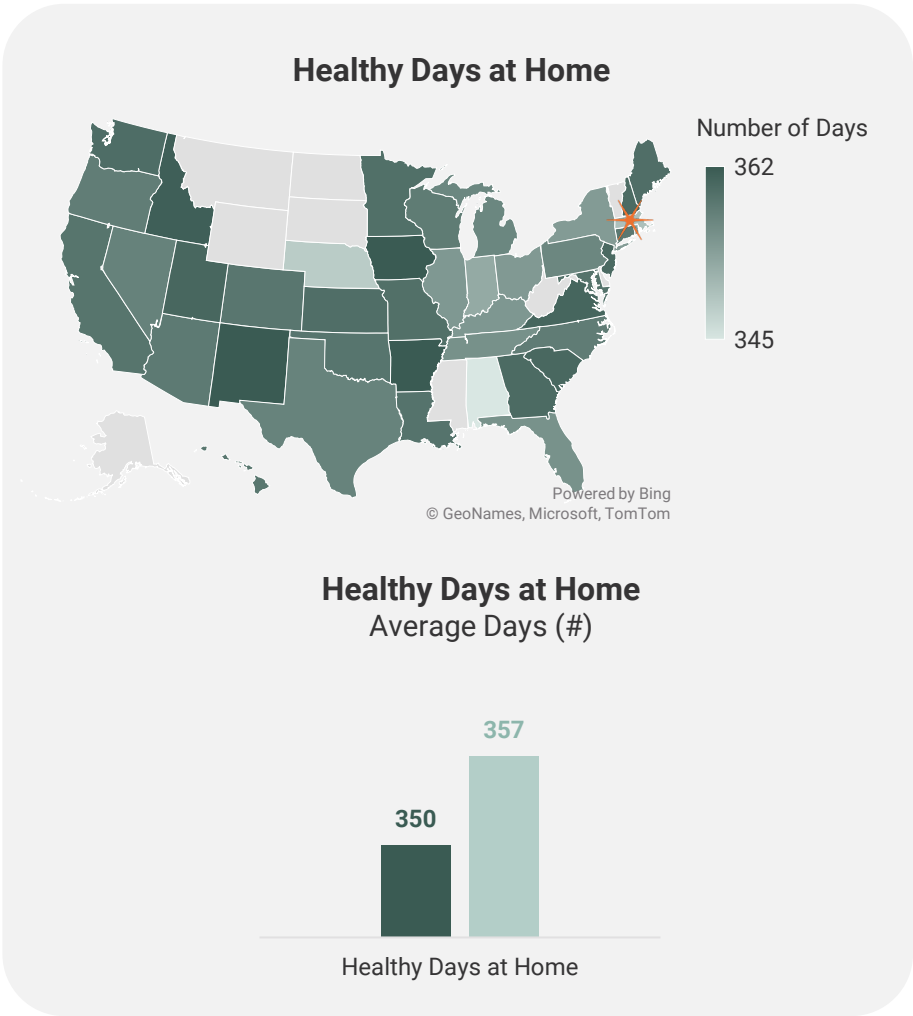 Healthy Days at Home
Number of Days
362
345
Powered by Bing
© GeoNames, Microsoft, TomTom
Healthy Days at Home
Average Days (#)
357
350
Healthy Days at Home